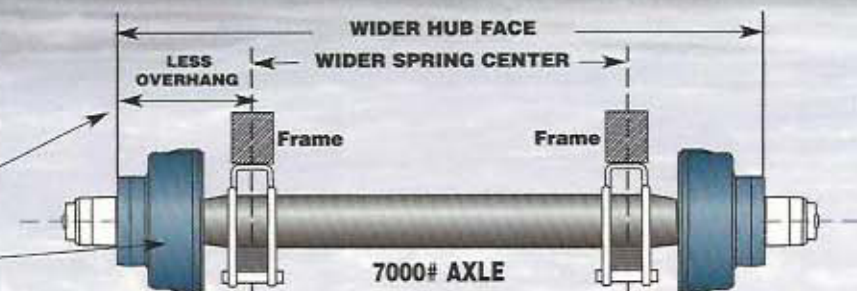 WIDER HUB FACE
LESS
OVERHANG
WIDER SPRING CENTER
Frame
Frame
7000# AXLE